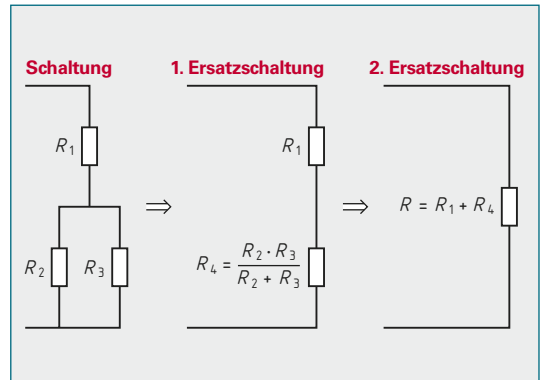 Schaltung
1. Ersatzschaltung
2. Ersatzschaltung
R₁
R₂
R₃
⇒
R₁
R₄ = R₂ · R₃ / R₂ + R₃
⇒
R = R₁ + R₄